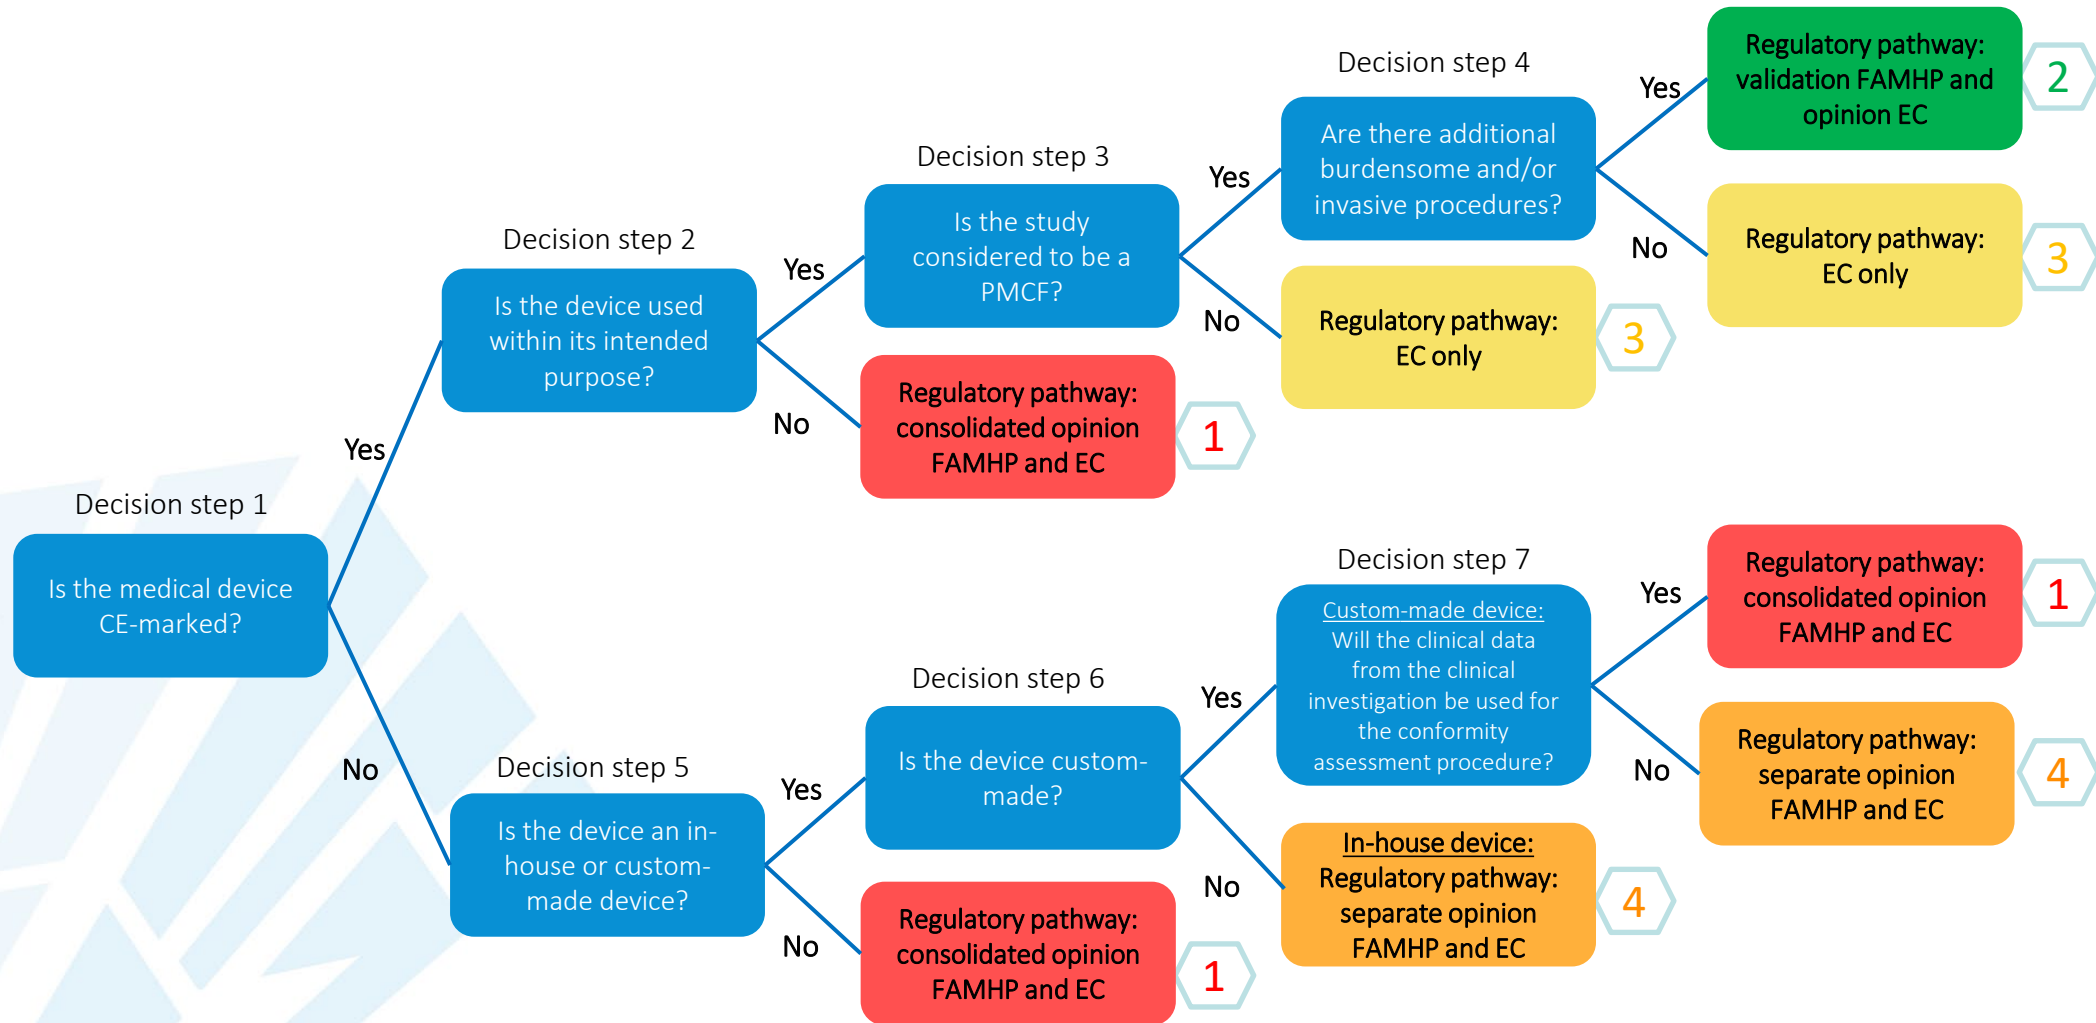 Decision step 1
Is the medical device
CE-marked?
Yes
No
Decision step 2
Is the device used
within its intended
purpose?
Yes
No
Decision step 3
Is the study
considered to be a
PMCF?
Yes
No
Regulatory pathway:
consolidated opinion
FAMHP and EC
1
Decision step 4
Are there additional
burdensome and/or
invasive procedures?
Yes
No
Regulatory pathway:
EC only
3
Regulatory pathway:
validation FAMHP and
opinion EC
2
Regulatory pathway:
EC only
3
Decision step 5
Is the device an in-
house or custom-
made device?
Yes
No
Decision step 6
Is the device custom-
made?
Yes
No
Regulatory pathway:
consolidated opinion
FAMHP and EC
1
Decision step 7
Custom-made device:
Will the clinical data
from the clinical
investigation be used for
the conformity
assessment procedure?
Yes
No
In-house device:
Regulatory pathway:
separate opinion
FAMHP and EC
4
Regulatory pathway:
consolidated opinion
FAMHP and EC
1
Regulatory pathway:
separate opinion
FAMHP and EC
4